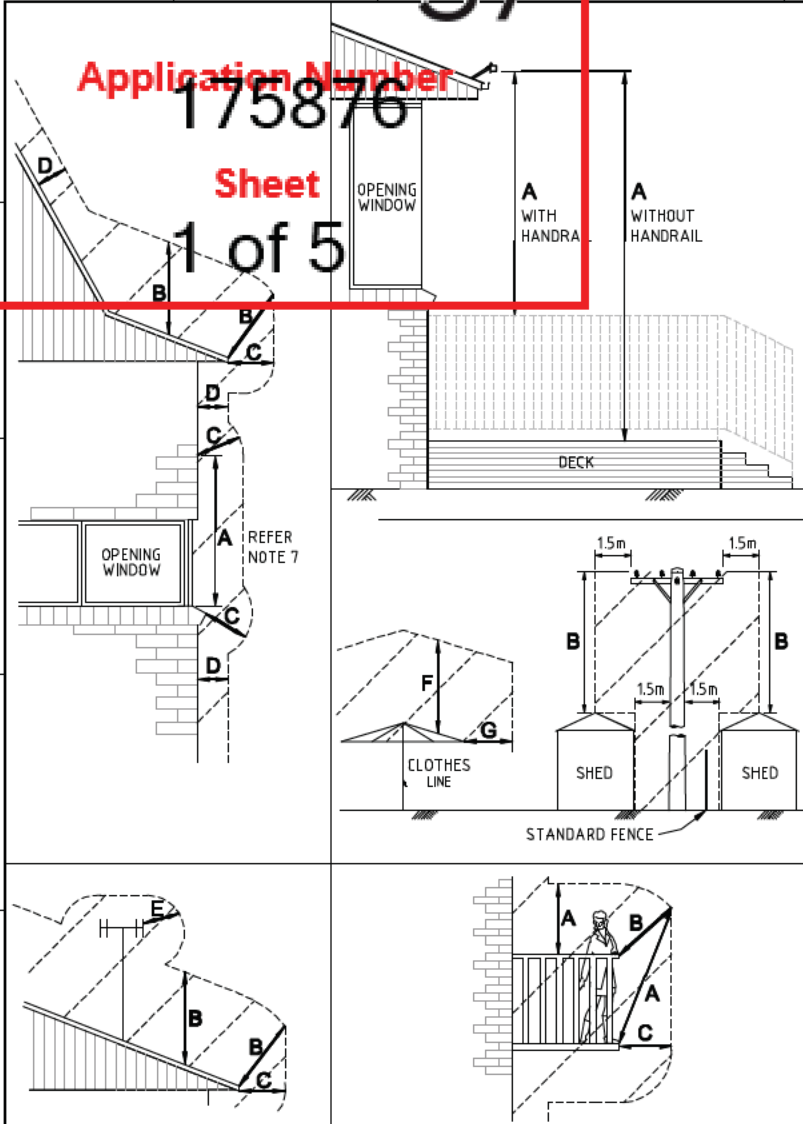 Application Number
175876
Sheet
1 of 5
D
B
B
C
D
C
A
REFER
NOTE 7
OPENING
WINDOW
C
D
OPENING
WINDOW
A
WITH
HANDRAIL
A
WITHOUT
HANDRAIL
DECK
F
G
CLOTHES
LINE
1.5m
1.5m
B
B
1.5m
1.5m
SHED
SHED
STANDARD FENCE
E
B
B
C
A
B
A
C